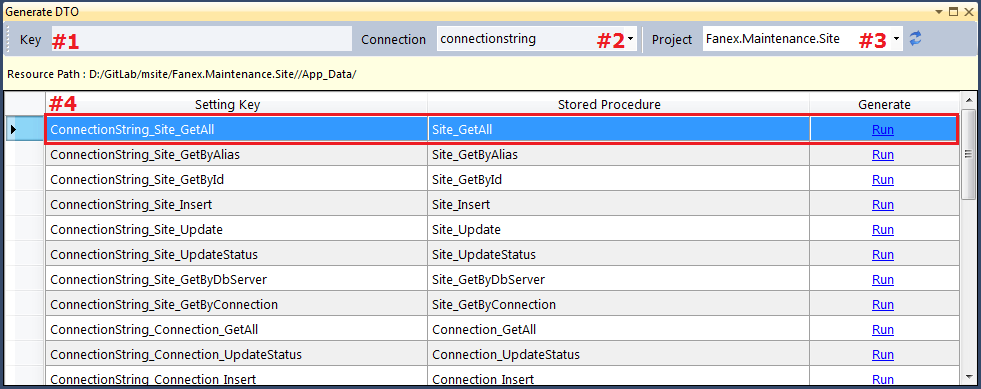 Generate DTO
Key #1 Connection connectionstring #2 Project Fanex.Maintenance.Site #3
Resource Path : D:/GitLab/msite/Fanex.Maintenance.Site//App_Data/
#4 Setting Key Stored Procedure Generate
ConnectionString_Site_GetAll Site_GetAll Run
ConnectionString_Site_GetByAlias Site_GetByAlias Run
ConnectionString_Site_GetById Site_GetById Run
ConnectionString_Site_Insert Site_Insert Run
ConnectionString_Site_Update Site_Update Run
ConnectionString_Site_UpdateStatus Site_UpdateStatus Run
ConnectionString_Site_GetByDbServer Site_GetByDbServer Run
ConnectionString_Site_GetByConnection Site_GetByConnection Run
ConnectionString_Connection_GetAll Connection_GetAll Run
ConnectionString_Connection_UpdateStatus Connection_UpdateStatus Run
ConnectionString_Connection_Insert Connection_Insert Run